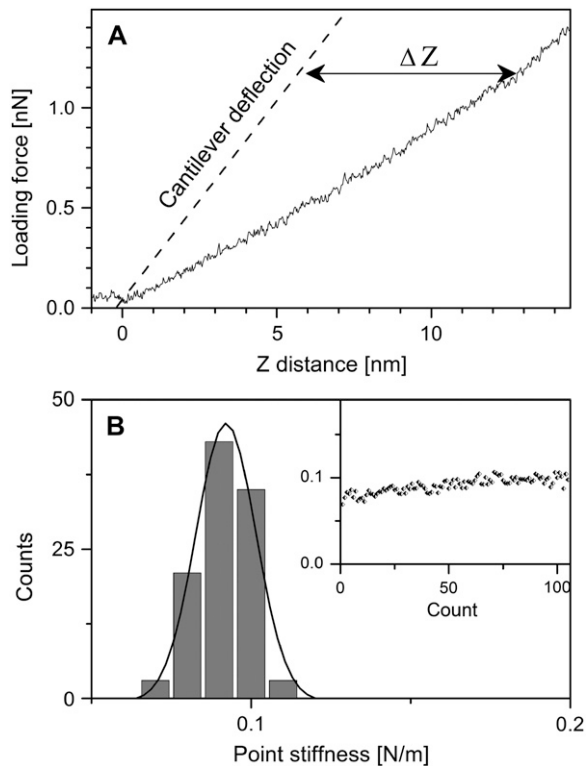 A
Cantilever deflection
Δ Z
Loading force [nN]
1.0
0.5
0.0
0
5
10
Z distance [nm]
B
50
25
0
Counts
0.1
0.2
Point stiffness [N/m]
0.1
0.0
0
50
100
Count